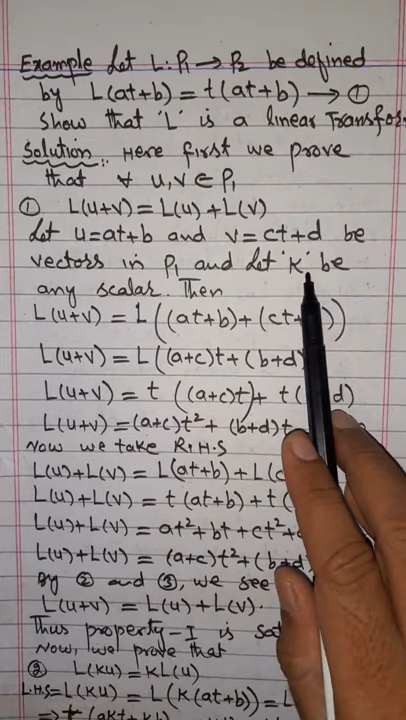 Example Let L: P₁ → P₂ be defined
by L(at+b) = t(at+b) → ①
Show that 'L' is a linear Transfor
Solution:. Here first we prove
that ∀ u,v ∈ P₁
① L(u+v) = L(u) + L(v)
Let u=at+b and v=ct+d be
vectors in P₁ and Let 'K' be
any scalar. Then
L(u+v) = L((at+b)+(ct+ ))
L(u+v) = L((a+c)t+(b+d)
L(u+v) = t((a+c)t)+ t( d)
L(u+v) = (a+c)t²+(b+d)t
Now we take R.H.S
L(u)+L(v) = L(at+b)+L(c
L(u)+L(v) = t(at+b)+t(
L(u)+L(v) = at²+bt+ct²+
L(u)+L(v) = (a+c)t²+(b+d)
By ② and ③, we see
L(u+v) = L(u)+L(v).
Thus property-I is sat
Now, we prove that
② L(Ku) = KL(u)
L.H.S=L(Ku) = L(K(at+b))=L
⇒ t(akt+kb)